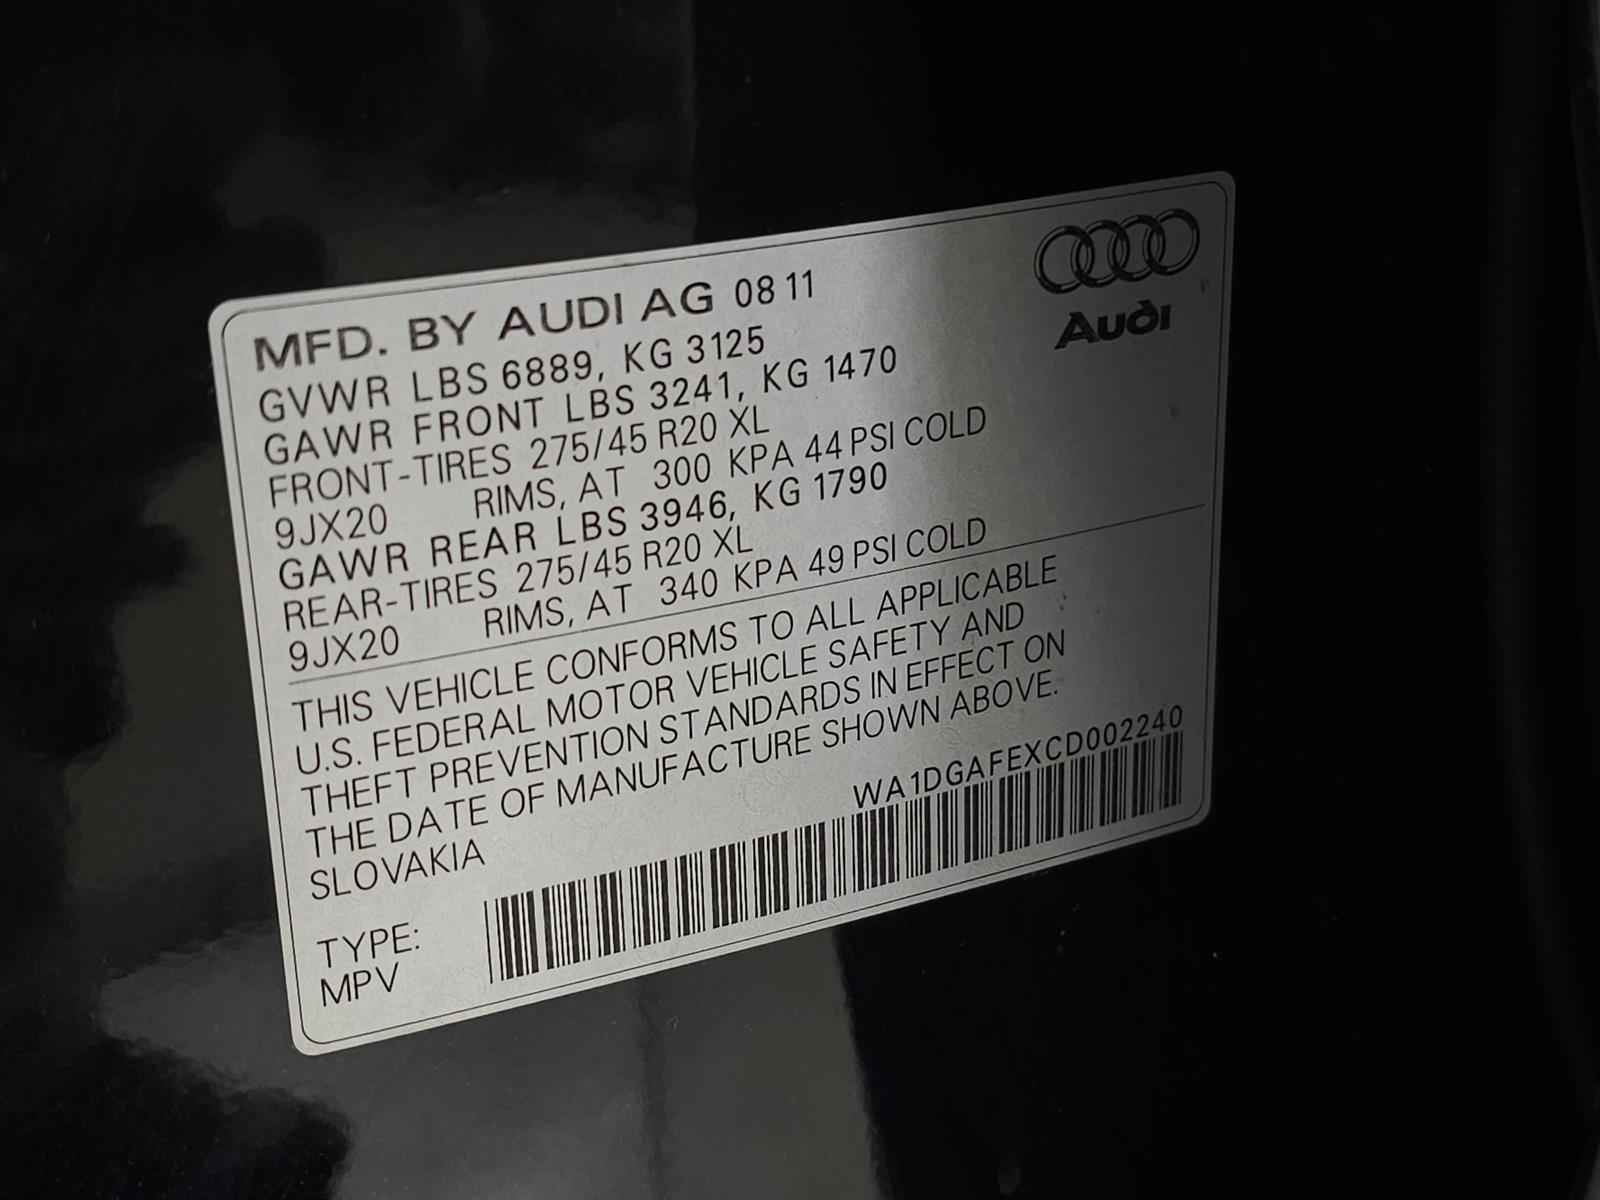 MFD. BY AUDI AG 08 11
Audi
GVWR LBS 6889, KG 3125
GAWR FRONT LBS 3241, KG 1470
FRONT-TIRES 275/45 R20 XL
9JX20 RIMS, AT 300 KPA 44 PSI COLD
GAWR REAR LBS 3946, KG 1790
REAR-TIRES 275/45 R20 XL
9JX20 RIMS, AT 340 KPA 49 PSI COLD
THIS VEHICLE CONFORMS TO ALL APPLICABLE
U.S. FEDERAL MOTOR VEHICLE SAFETY AND
THEFT PREVENTION STANDARDS IN EFFECT ON
THE DATE OF MANUFACTURE SHOWN ABOVE.
SLOVAKIA
WA1DGAFEXCD002240
TYPE:
MPV